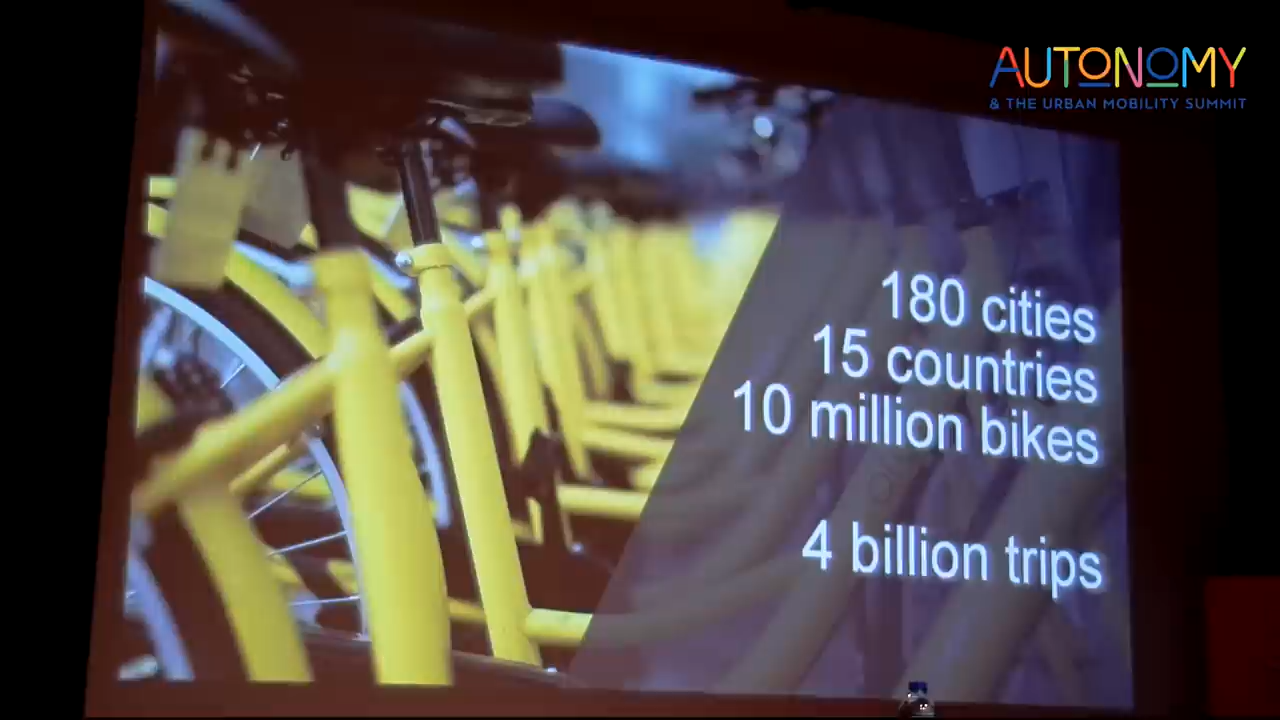 AUTONOMY
& THE URBAN MOBILITY SUMMIT
180 cities
15 countries
10 million bikes
4 billion trips